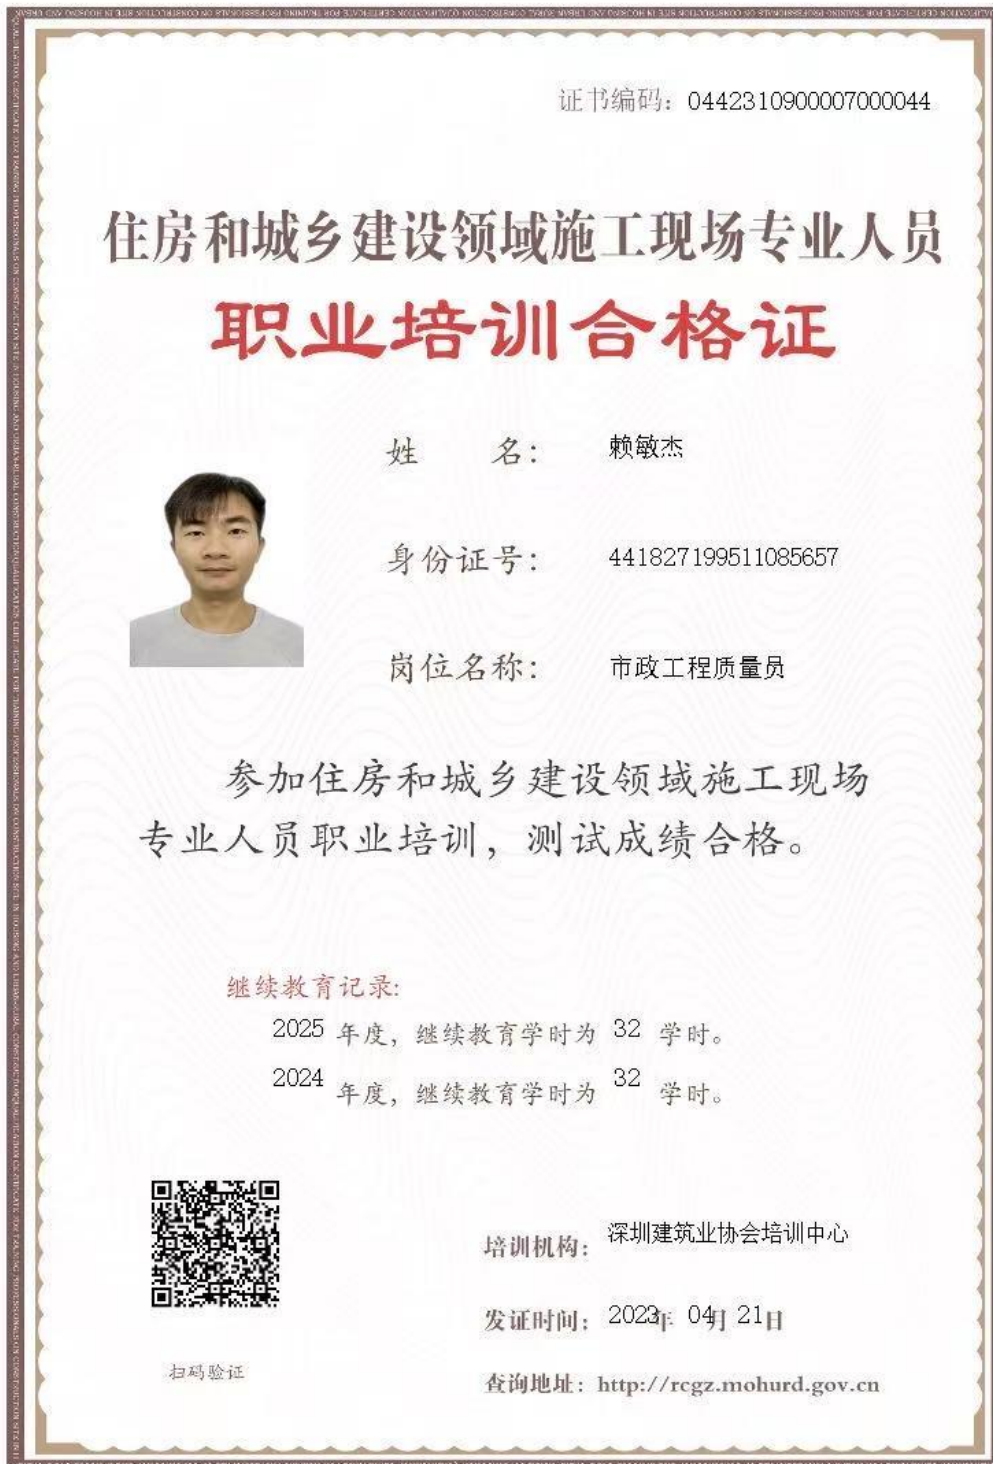 证书编码：0442310900007000044
住房和城乡建设领域施工现场专业人员
职业培训合格证
姓　　名：赖敏杰
身份证号：441827199511085657
岗位名称：市政工程质量员
参加住房和城乡建设领域施工现场
专业人员职业培训，测试成绩合格。
继续教育记录:
2025 年度，继续教育学时为 32 学时。
2024 年度，继续教育学时为 32 学时。
培训机构：深圳建筑业协会培训中心
发证时间：2023年 04月 21日
扫码验证
查询地址：http://rcgz.mohurd.gov.cn